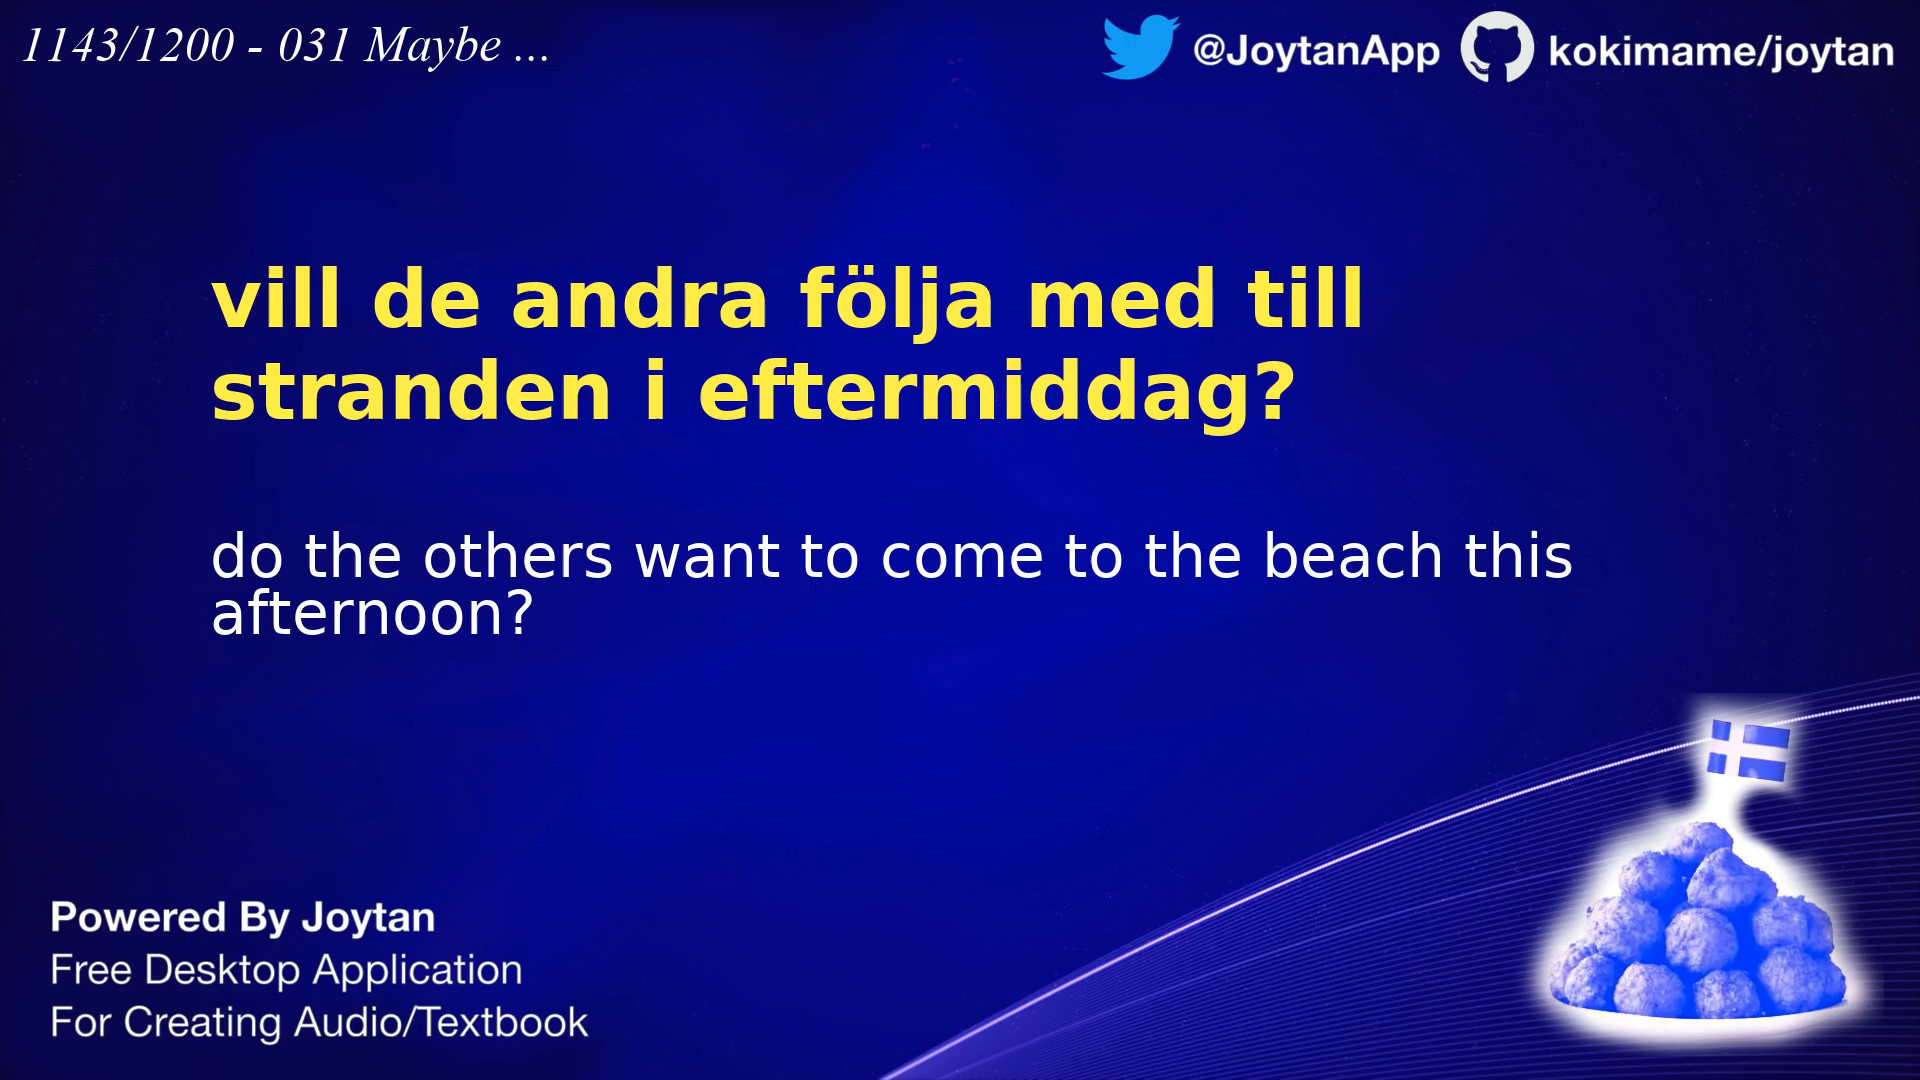 1143/1200 - 031 Maybe ...
@JoytanApp
kokimame/joytan
vill de andra följa med till
stranden i eftermiddag?
do the others want to come to the beach this
afternoon?
Powered By Joytan
Free Desktop Application
For Creating Audio/Textbook